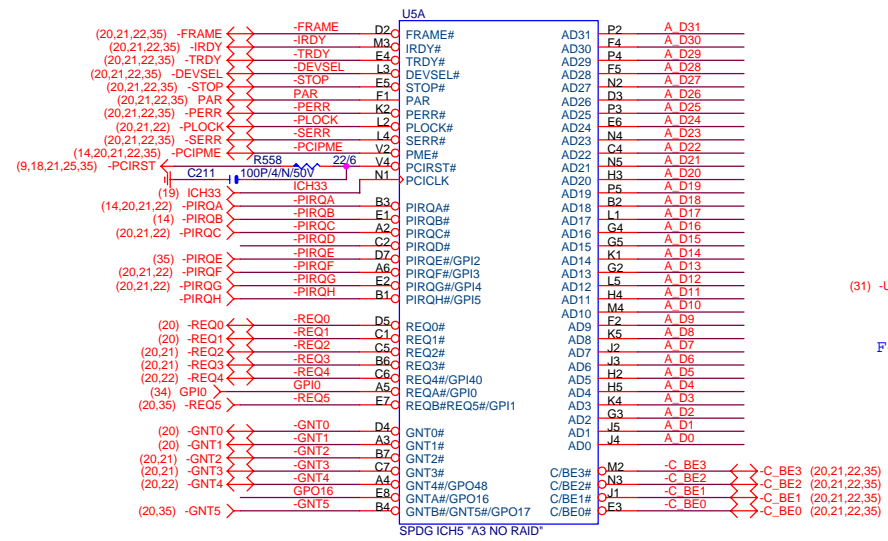 U5A
(20,21,22,35) -FRAME -FRAME D2 FRAME# AD31 P2 A_D31
(20,21,22,35) -IRDY -IRDY M3 IRDY# AD30 F4 A_D30
(20,21,22,35) -TRDY -TRDY E4 TRDY# AD29 P4 A_D29
(20,21,22,35) -DEVSEL -DEVSEL L3 DEVSEL# AD28 F5 A_D28
(20,21,22,35) -STOP -STOP E5 STOP# AD27 N2 A_D27
(20,21,22,35) PAR PAR F1 PAR AD26 D3 A_D26
(20,21,22,35) -PERR -PERR K2 PERR# AD25 P3 A_D25
(20,21,22) -PLOCK -PLOCK L2 PLOCK# AD24 E6 A_D24
(20,21,22,35) -SERR -SERR L4 SERR# AD23 N4 A_D23
(14,20,21,22,35) -PCIPME -PCIPME V2 PME# AD22 C4 A_D22
(9,18,21,25,35) -PCIRST R558 22/6 V4 PCIRST# AD21 N5 A_D21
C211 100P/4/N/50V N1 PCICLK AD20 H3 A_D20
(19) ICH33 ICH33 AD19 P5 A_D19
(14,20,21,22) -PIRQA -PIRQA B3 PIRQA# AD18 B2 A_D18
(14) -PIRQB -PIRQB E1 PIRQB# AD17 L1 A_D17
(20,21,22) -PIRQC -PIRQC A2 PIRQC# AD16 G4 A_D16
-PIRQD C2 PIRQD# AD15 G5 A_D15
(35) -PIRQE -PIRQE D7 PIRQE#/GPI2 AD14 K1 A_D14
(20,21,22) -PIRQF -PIRQF A6 PIRQF#/GPI3 AD13 G2 A_D13
(20,21,22) -PIRQG -PIRQG E2 PIRQG#/GPI4 AD12 L5 A_D12
-PIRQH -PIRQH B1 PIRQH#/GPI5 AD11 H4 A_D11
(31) -U
AD10 M4 A_D10
(20) -REQ0 -REQ0 D5 REQ0# AD9 F2 A_D9
(20) -REQ1 -REQ1 C1 REQ1# AD8 K5 A_D8
(20,21) -REQ2 -REQ2 C5 REQ2# AD7 J2 A_D7
F
(20,21) -REQ3 -REQ3 B6 REQ3# AD6 J3 A_D6
(20,22) -REQ4 -REQ4 C6 REQ4#/GPI40 AD5 H2 A_D5
(34) GPI0 GPI0 A5 REQA#/GPI0 AD4 H5 A_D4
(20,35) -REQ5 -REQ5 E7 REQB#REQ5#/GPI1 AD3 K4 A_D3
AD2 G3 A_D2
(20) -GNT0 -GNT0 D4 GNT0# AD1 J5 A_D1
(20) -GNT1 -GNT1 A3 GNT1# AD0 J4 A_D0
(20,21) -GNT2 -GNT2 B7 GNT2#
(20,21) -GNT3 -GNT3 C7 GNT3# C/BE3# M2 -C_BE3 -C_BE3 (20,21,22,35)
(20,22) -GNT4 -GNT4 A4 GNT4#/GPO48 C/BE2# N3 -C_BE2 -C_BE2 (20,21,22,35)
GPO16 E8 GNTA#/GPO16 C/BE1# J1 -C_BE1 -C_BE1 (20,21,22,35)
(20,35) -GNT5 -GNT5 B4 GNTB#/GNT5#/GPO17 C/BE0# E3 -C_BE0 -C_BE0 (20,21,22,35)
SPDG ICH5 "A3 NO RAID"